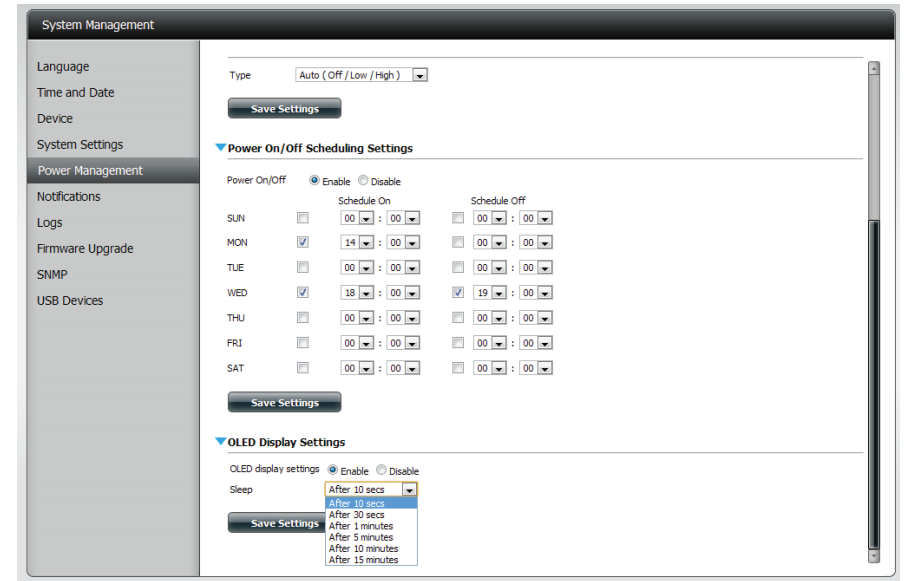 System Management
Language
Time and Date
Device
System Settings
Power Management
Notifications
Logs
Firmware Upgrade
SNMP
USB Devices
Type Auto ( Off / Low / High )
Save Settings
Power On/Off Scheduling Settings
Power On/Off Enable Disable
Schedule On Schedule Off
SUN 00 : 00 00 : 00
MON 14 : 00 00 : 00
TUE 00 : 00 00 : 00
WED 18 : 00 19 : 00
THU 00 : 00 00 : 00
FRI 00 : 00 00 : 00
SAT 00 : 00 00 : 00
Save Settings
OLED Display Settings
OLED display settings Enable Disable
Sleep After 10 secs
After 10 secs
After 30 secs
Save Settings After 1 minutes
After 5 minutes
After 10 minutes
After 15 minutes